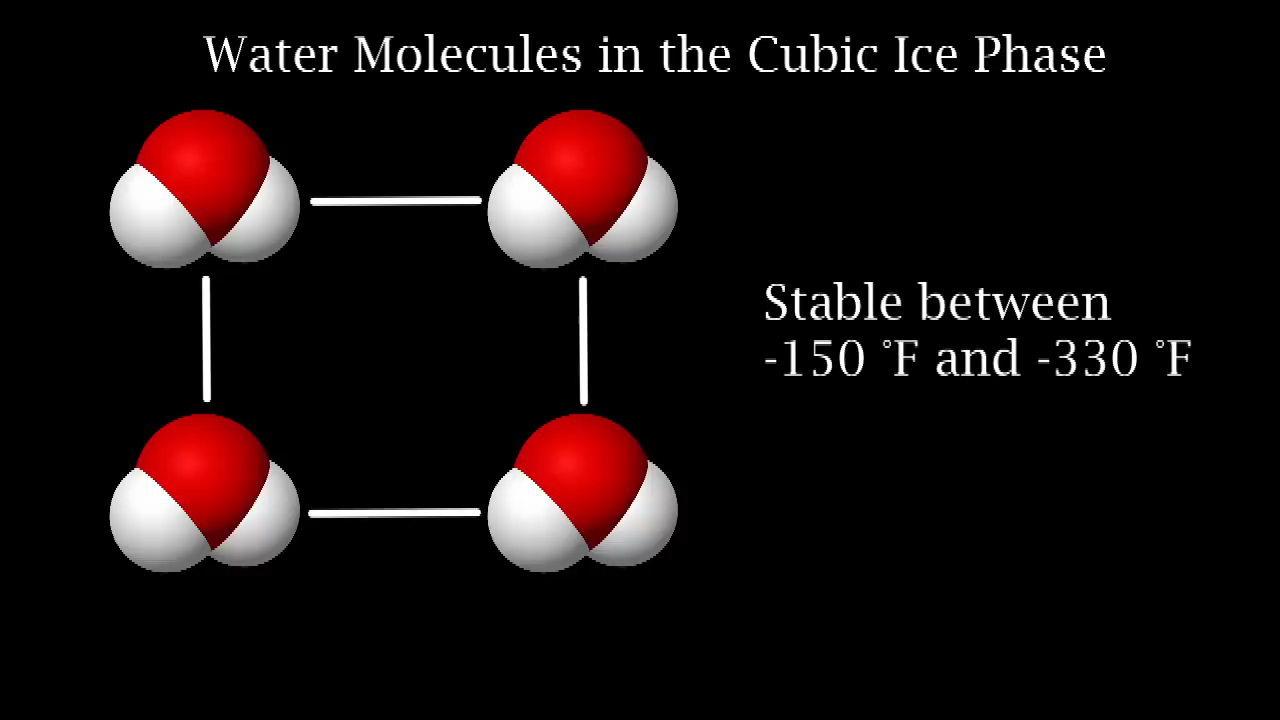 Water Molecules in the Cubic Ice Phase
Stable between
-150 °F and -330 °F